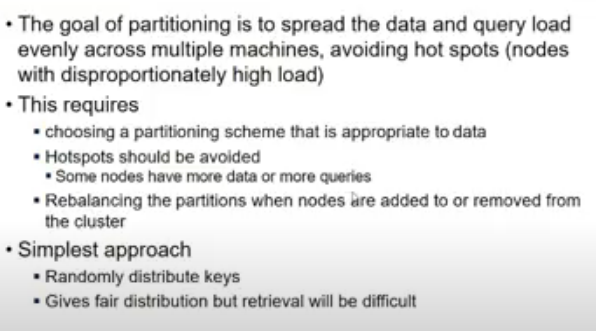 • The goal of partitioning is to spread the data and query load
evenly across multiple machines, avoiding hot spots (nodes
with disproportionately high load)
• This requires
▪ choosing a partitioning scheme that is appropriate to data
▪ Hotspots should be avoided
▪ Some nodes have more data or more queries
▪ Rebalancing the partitions when nodes are added to or removed from
the cluster
• Simplest approach
▪ Randomly distribute keys
▪ Gives fair distribution but retrieval will be difficult